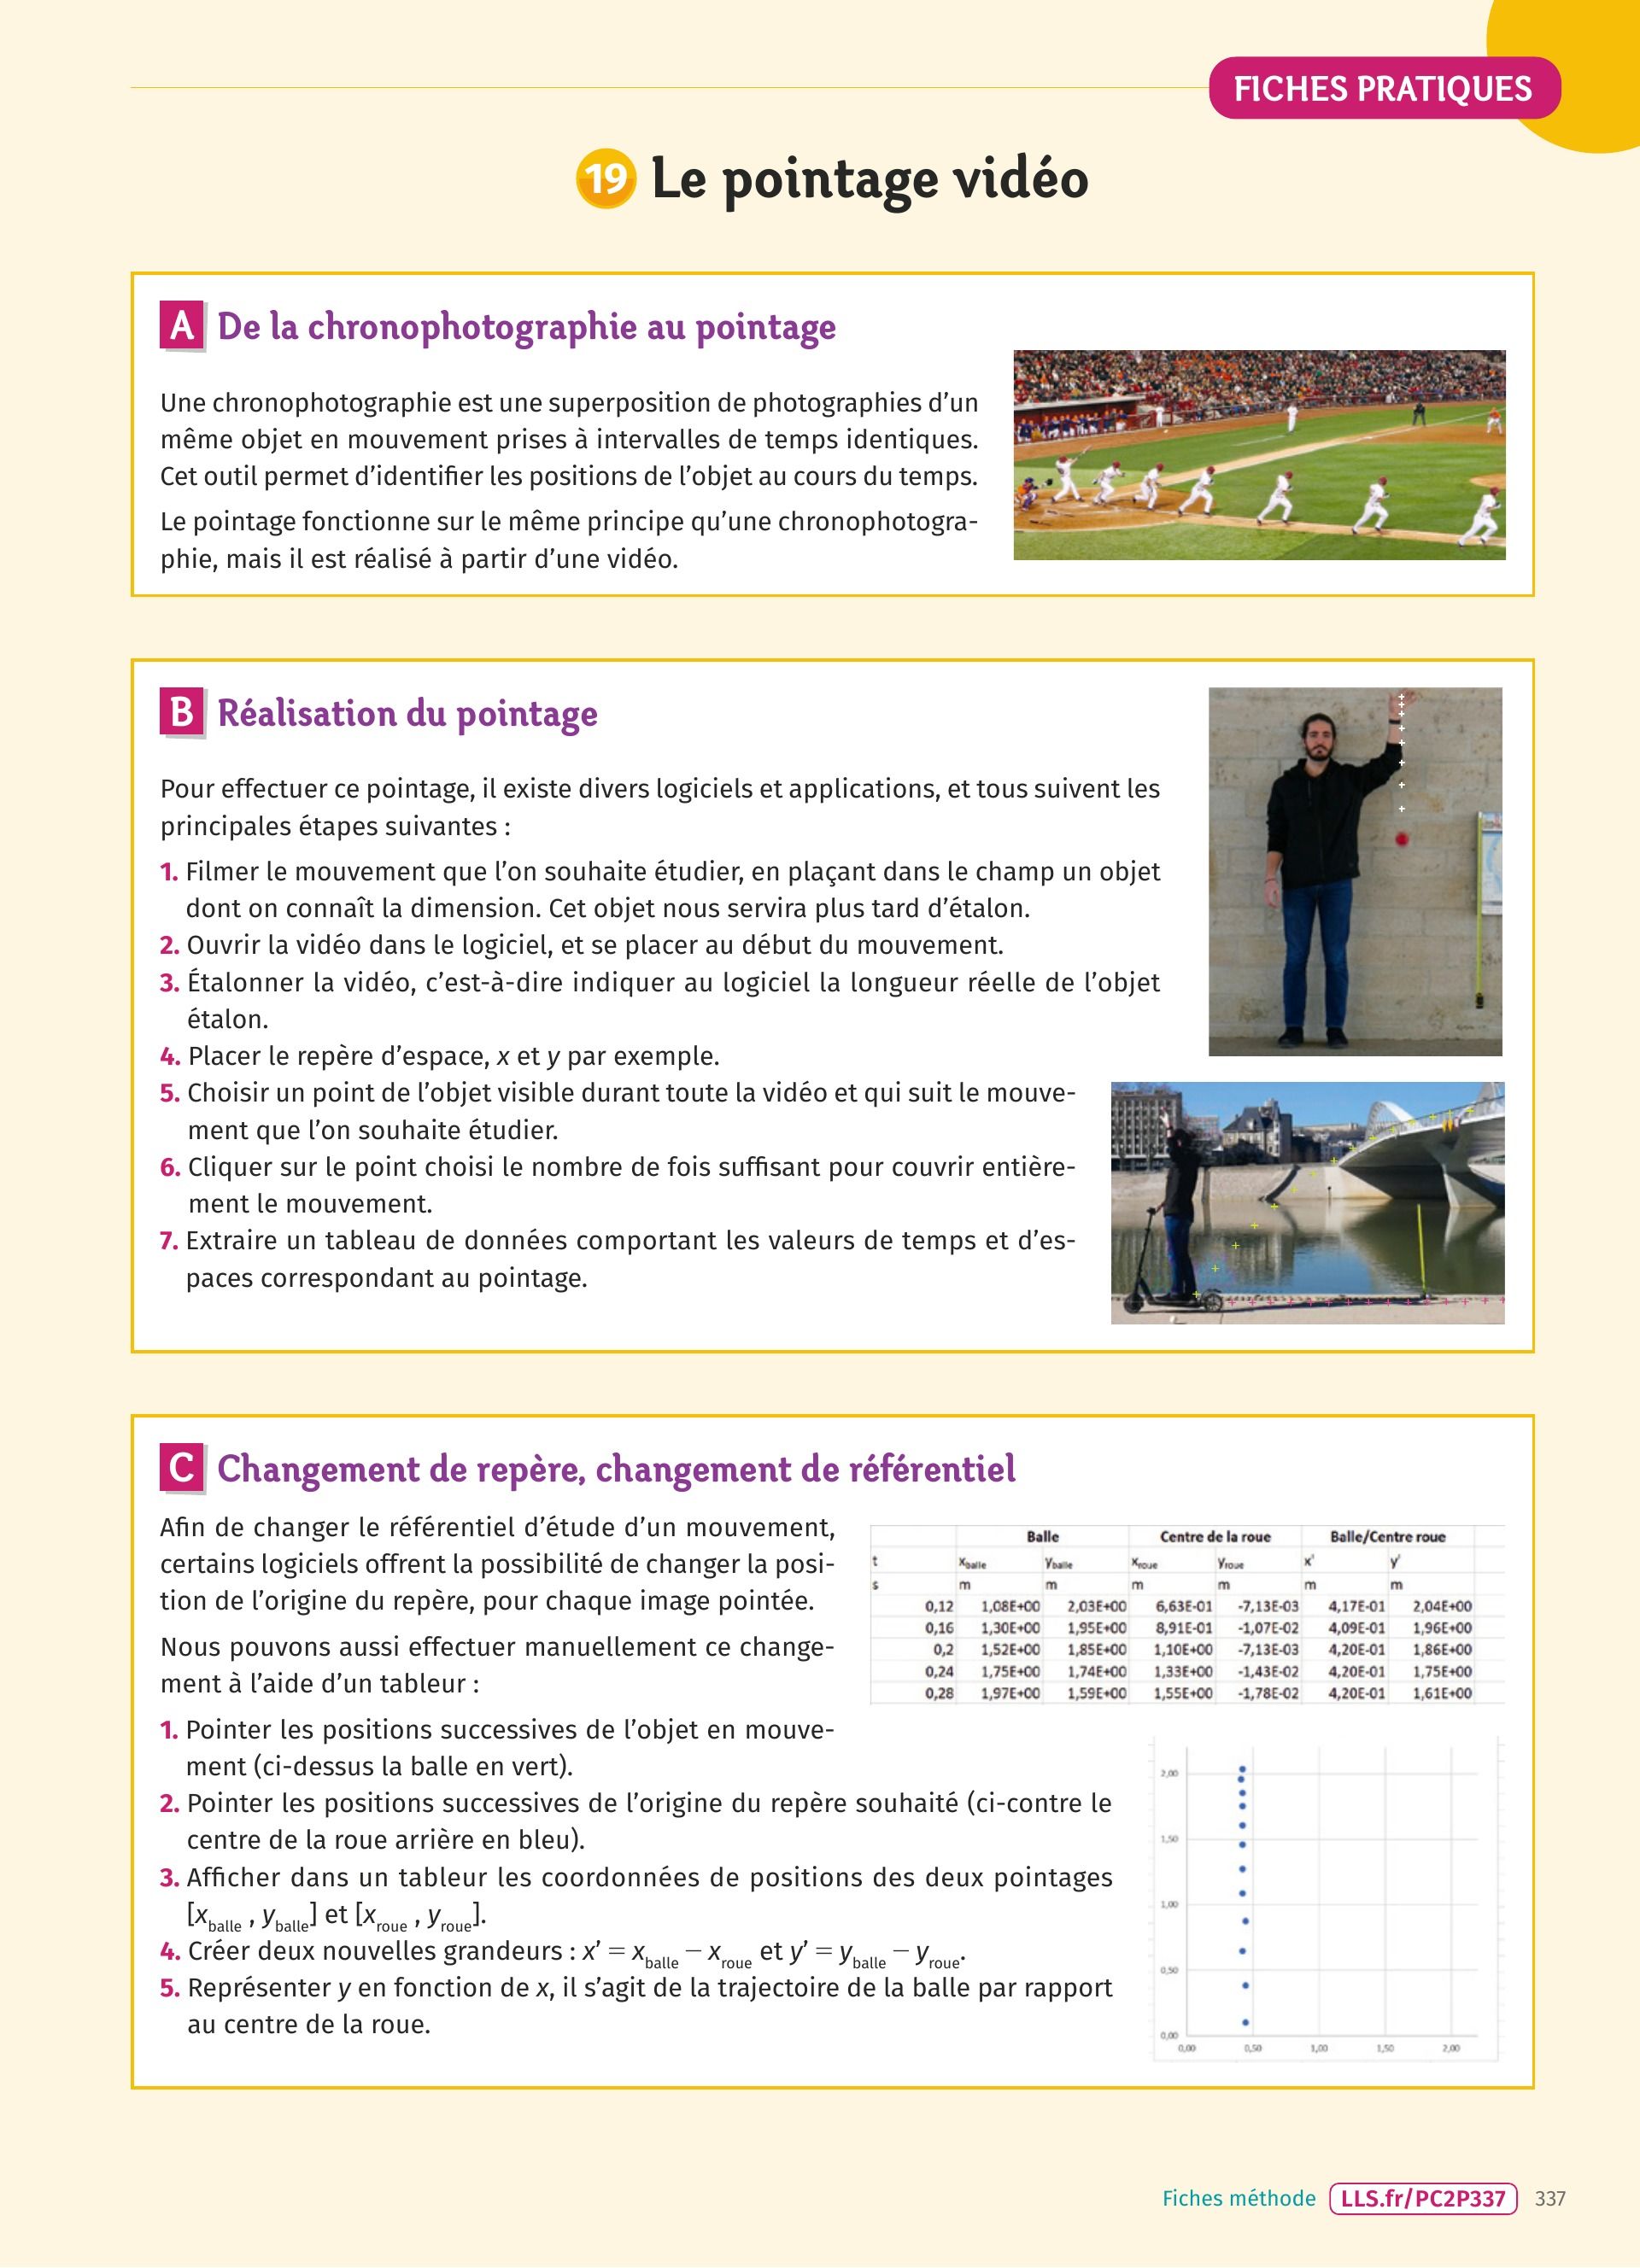 FICHES PRATIQUES
19 Le pointage vidéo
A De la chronophotographie au pointage
Une chronophotographie est une superposition de photographies d’un
même objet en mouvement prises à intervalles de temps identiques.
Cet outil permet d’identifier les positions de l’objet au cours du temps.
Le pointage fonctionne sur le même principe qu’une chronophotogra-
phie, mais il est réalisé à partir d’une vidéo.
B Réalisation du pointage
Pour effectuer ce pointage, il existe divers logiciels et applications, et tous suivent les
principales étapes suivantes :
1. Filmer le mouvement que l’on souhaite étudier, en plaçant dans le champ un objet
dont on connaît la dimension. Cet objet nous servira plus tard d’étalon.
2. Ouvrir la vidéo dans le logiciel, et se placer au début du mouvement.
3. Étalonner la vidéo, c’est-à-dire indiquer au logiciel la longueur réelle de l’objet
étalon.
4. Placer le repère d’espace, x et y par exemple.
5. Choisir un point de l’objet visible durant toute la vidéo et qui suit le mouve-
ment que l’on souhaite étudier.
6. Cliquer sur le point choisi le nombre de fois suffisant pour couvrir entière-
ment le mouvement.
7. Extraire un tableau de données comportant les valeurs de temps et d’es-
paces correspondant au pointage.
C Changement de repère, changement de référentiel
Afin de changer le référentiel d’étude d’un mouvement,
certains logiciels offrent la possibilité de changer la posi-
tion de l’origine du repère, pour chaque image pointée.
Nous pouvons aussi effectuer manuellement ce change-
ment à l’aide d’un tableur :
1. Pointer les positions successives de l’objet en mouve-
ment (ci-dessus la balle en vert).
2. Pointer les positions successives de l’origine du repère souhaité (ci-contre le
centre de la roue arrière en bleu).
3. Afficher dans un tableur les coordonnées de positions des deux pointages
[x balle , y balle] et [x roue , y roue].
4. Créer deux nouvelles grandeurs : x’ = x balle − x roue et y’ = y balle − y roue.
5. Représenter y en fonction de x, il s’agit de la trajectoire de la balle par rapport
au centre de la roue.
Balle Centre de la roue Balle/Centre roue
t x balle y balle x roue y roue x' y'
s m m m m m m
0,12 1,08E+00 2,03E+00 6,63E-01 -7,13E-03 4,17E-01 2,04E+00
0,16 1,30E+00 1,95E+00 8,91E-01 -1,07E-02 4,09E-01 1,96E+00
0,2 1,52E+00 1,85E+00 1,10E+00 -7,13E-03 4,20E-01 1,86E+00
0,24 1,75E+00 1,74E+00 1,33E+00 -1,43E-02 4,20E-01 1,75E+00
0,28 1,97E+00 1,59E+00 1,55E+00 -1,78E-02 4,20E-01 1,61E+00
2,00
1,50
1,00
0,50
0,00
0,00 0,50 1,00 1,50 2,00
Fiches méthode LLS.fr/PC2P337 337